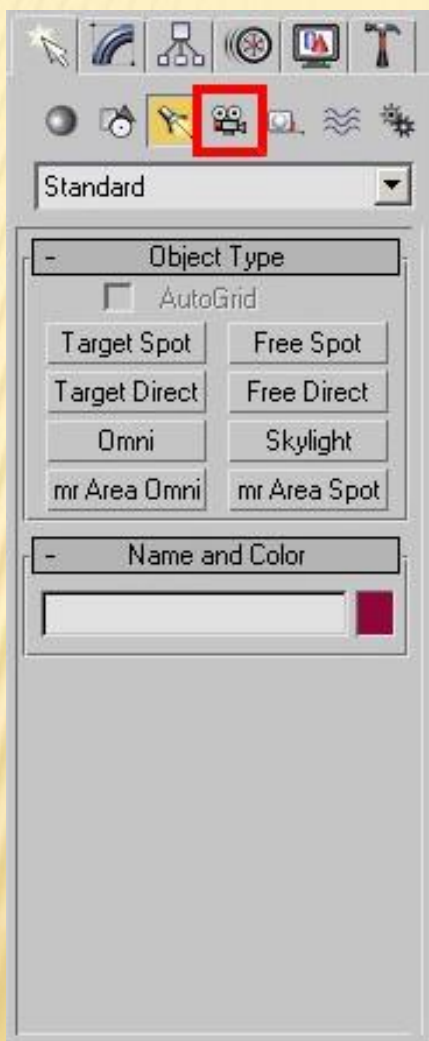 Standard
- Object Type
AutoGrid
Target Spot Free Spot
Target Direct Free Direct
Omni Skylight
mr Area Omni mr Area Spot
- Name and Color